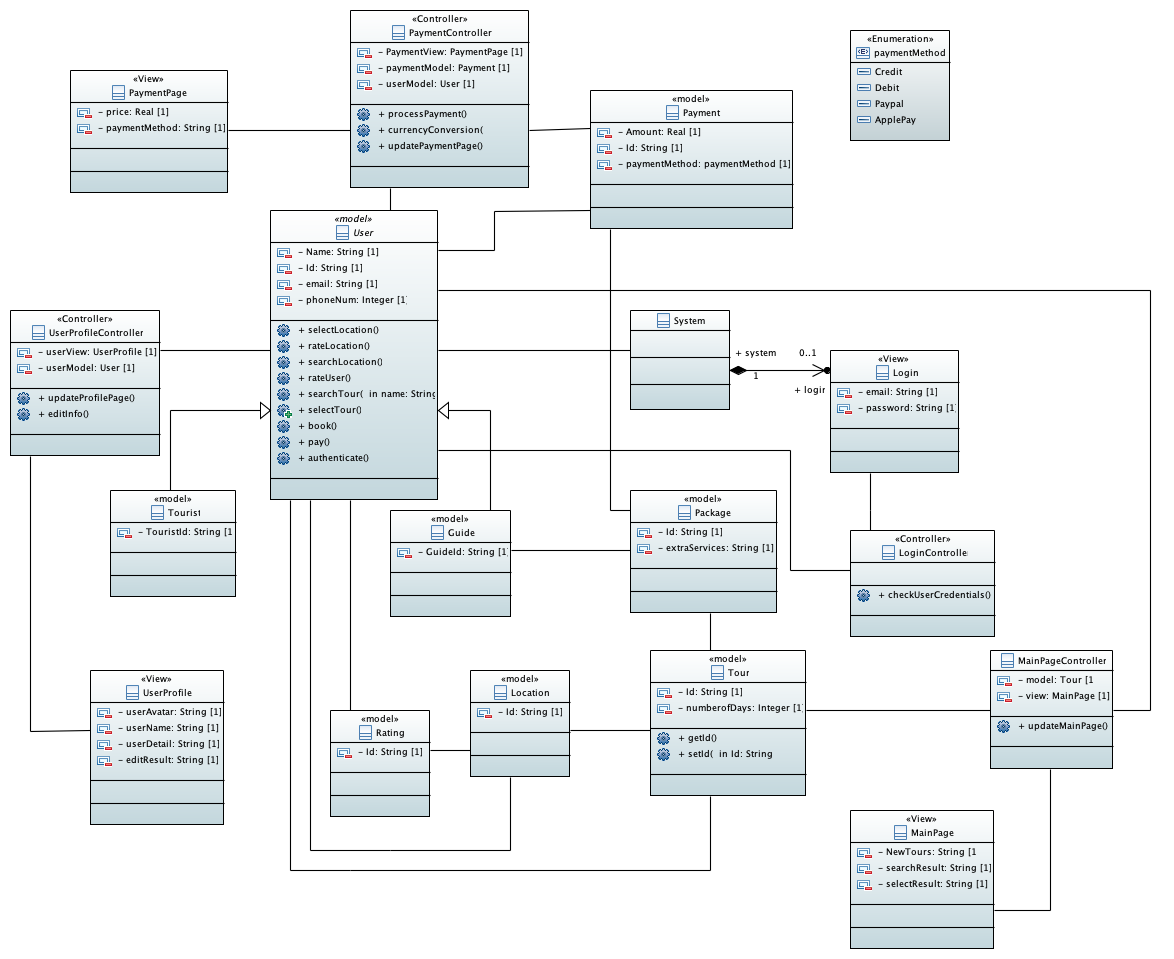 «Controller»
PaymentController
- PaymentView: PaymentPage [1]
- paymentModel: Payment [1]
- userModel: User [1]
+ processPayment()
+ currencyConversion(
+ updatePaymentPage()
«Enumeration»
paymentMethod
Credit
Debit
Paypal
ApplePay
«View»
PaymentPage
- price: Real [1]
- paymentMethod: String [1]
«model»
Payment
- Amount: Real [1]
- Id: String [1]
- paymentMethod: paymentMethod [1]
«model»
User
- Name: String [1]
- Id: String [1]
- email: String [1]
- phoneNum: Integer [1]
+ selectLocation()
+ rateLocation()
+ searchLocation()
+ rateUser()
+ searchTour( in name: String
+ selectTour()
+ book()
+ pay()
+ authenticate()
«Controller»
UserProfileController
- userView: UserProfile [1]
- userModel: User [1]
+ updateProfilePage()
+ editInfo()
System
+ system
1
0..1
+ login
«View»
Login
- email: String [1]
- password: String [1]
«model»
Tourist
- TouristId: String [1
«model»
Guide
- GuideId: String [1]
«model»
Package
- Id: String [1]
- extraServices: String [1]
«Controller»
LoginController
+ checkUserCredentials()
«View»
UserProfile
- userAvatar: String [1]
- userName: String [1]
- userDetail: String [1]
- editResult: String [1]
«model»
Rating
- Id: String [1]
«model»
Location
- Id: String [1]
«model»
Tour
- Id: String [1]
- numberofDays: Integer [1]
+ getId()
+ setId( in Id: String
MainPageController
- model: Tour [1
- view: MainPage [1]
+ updateMainPage()
«View»
MainPage
- NewTours: String [1
- searchResult: String [1]
- selectResult: String [1]